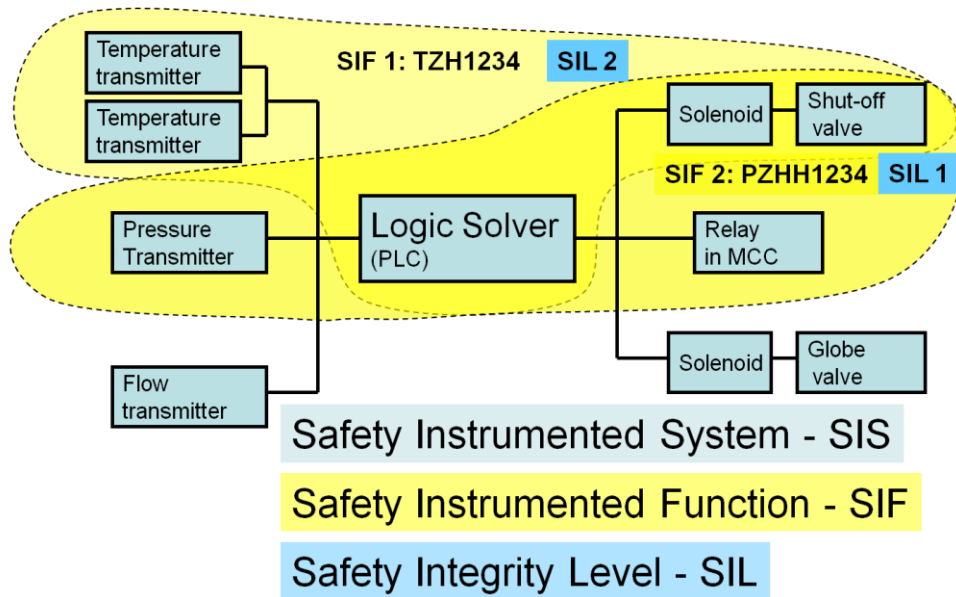 Temperature
transmitter
SIF 1: TZH1234 SIL 2
Temperature
transmitter
Solenoid
Shut-off
valve
SIF 2: PZHH1234 SIL 1
Pressure
Transmitter
Logic Solver
(PLC)
Relay
in MCC
Flow
transmitter
Solenoid
Globe
valve
Safety Instrumented System - SIS
Safety Instrumented Function - SIF
Safety Integrity Level - SIL